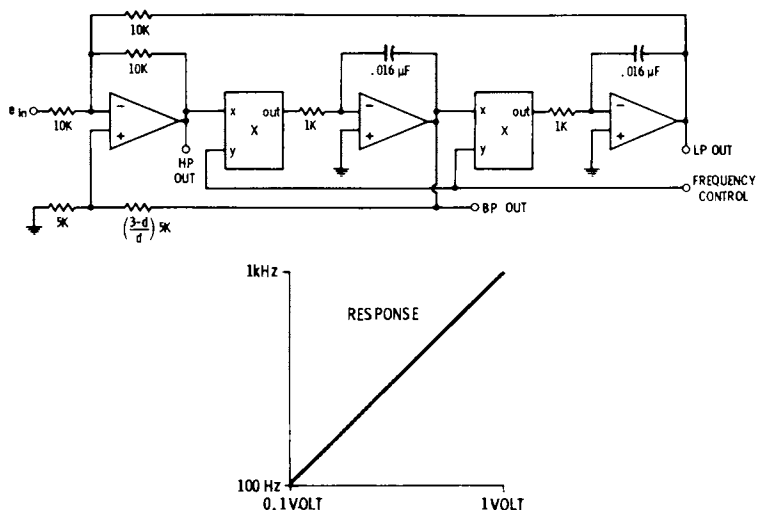 10K
10K
.016 µF
.016 µF
e in
10K
−
+
HP
OUT
x
out
X
y
1K
−
+
x
out
X
y
1K
−
+
LP OUT
FREQUENCY
CONTROL
BP OUT
5K
(3-d/d) 5K
1kHz
RESPONSE
100 Hz
0.1VOLT
1VOLT